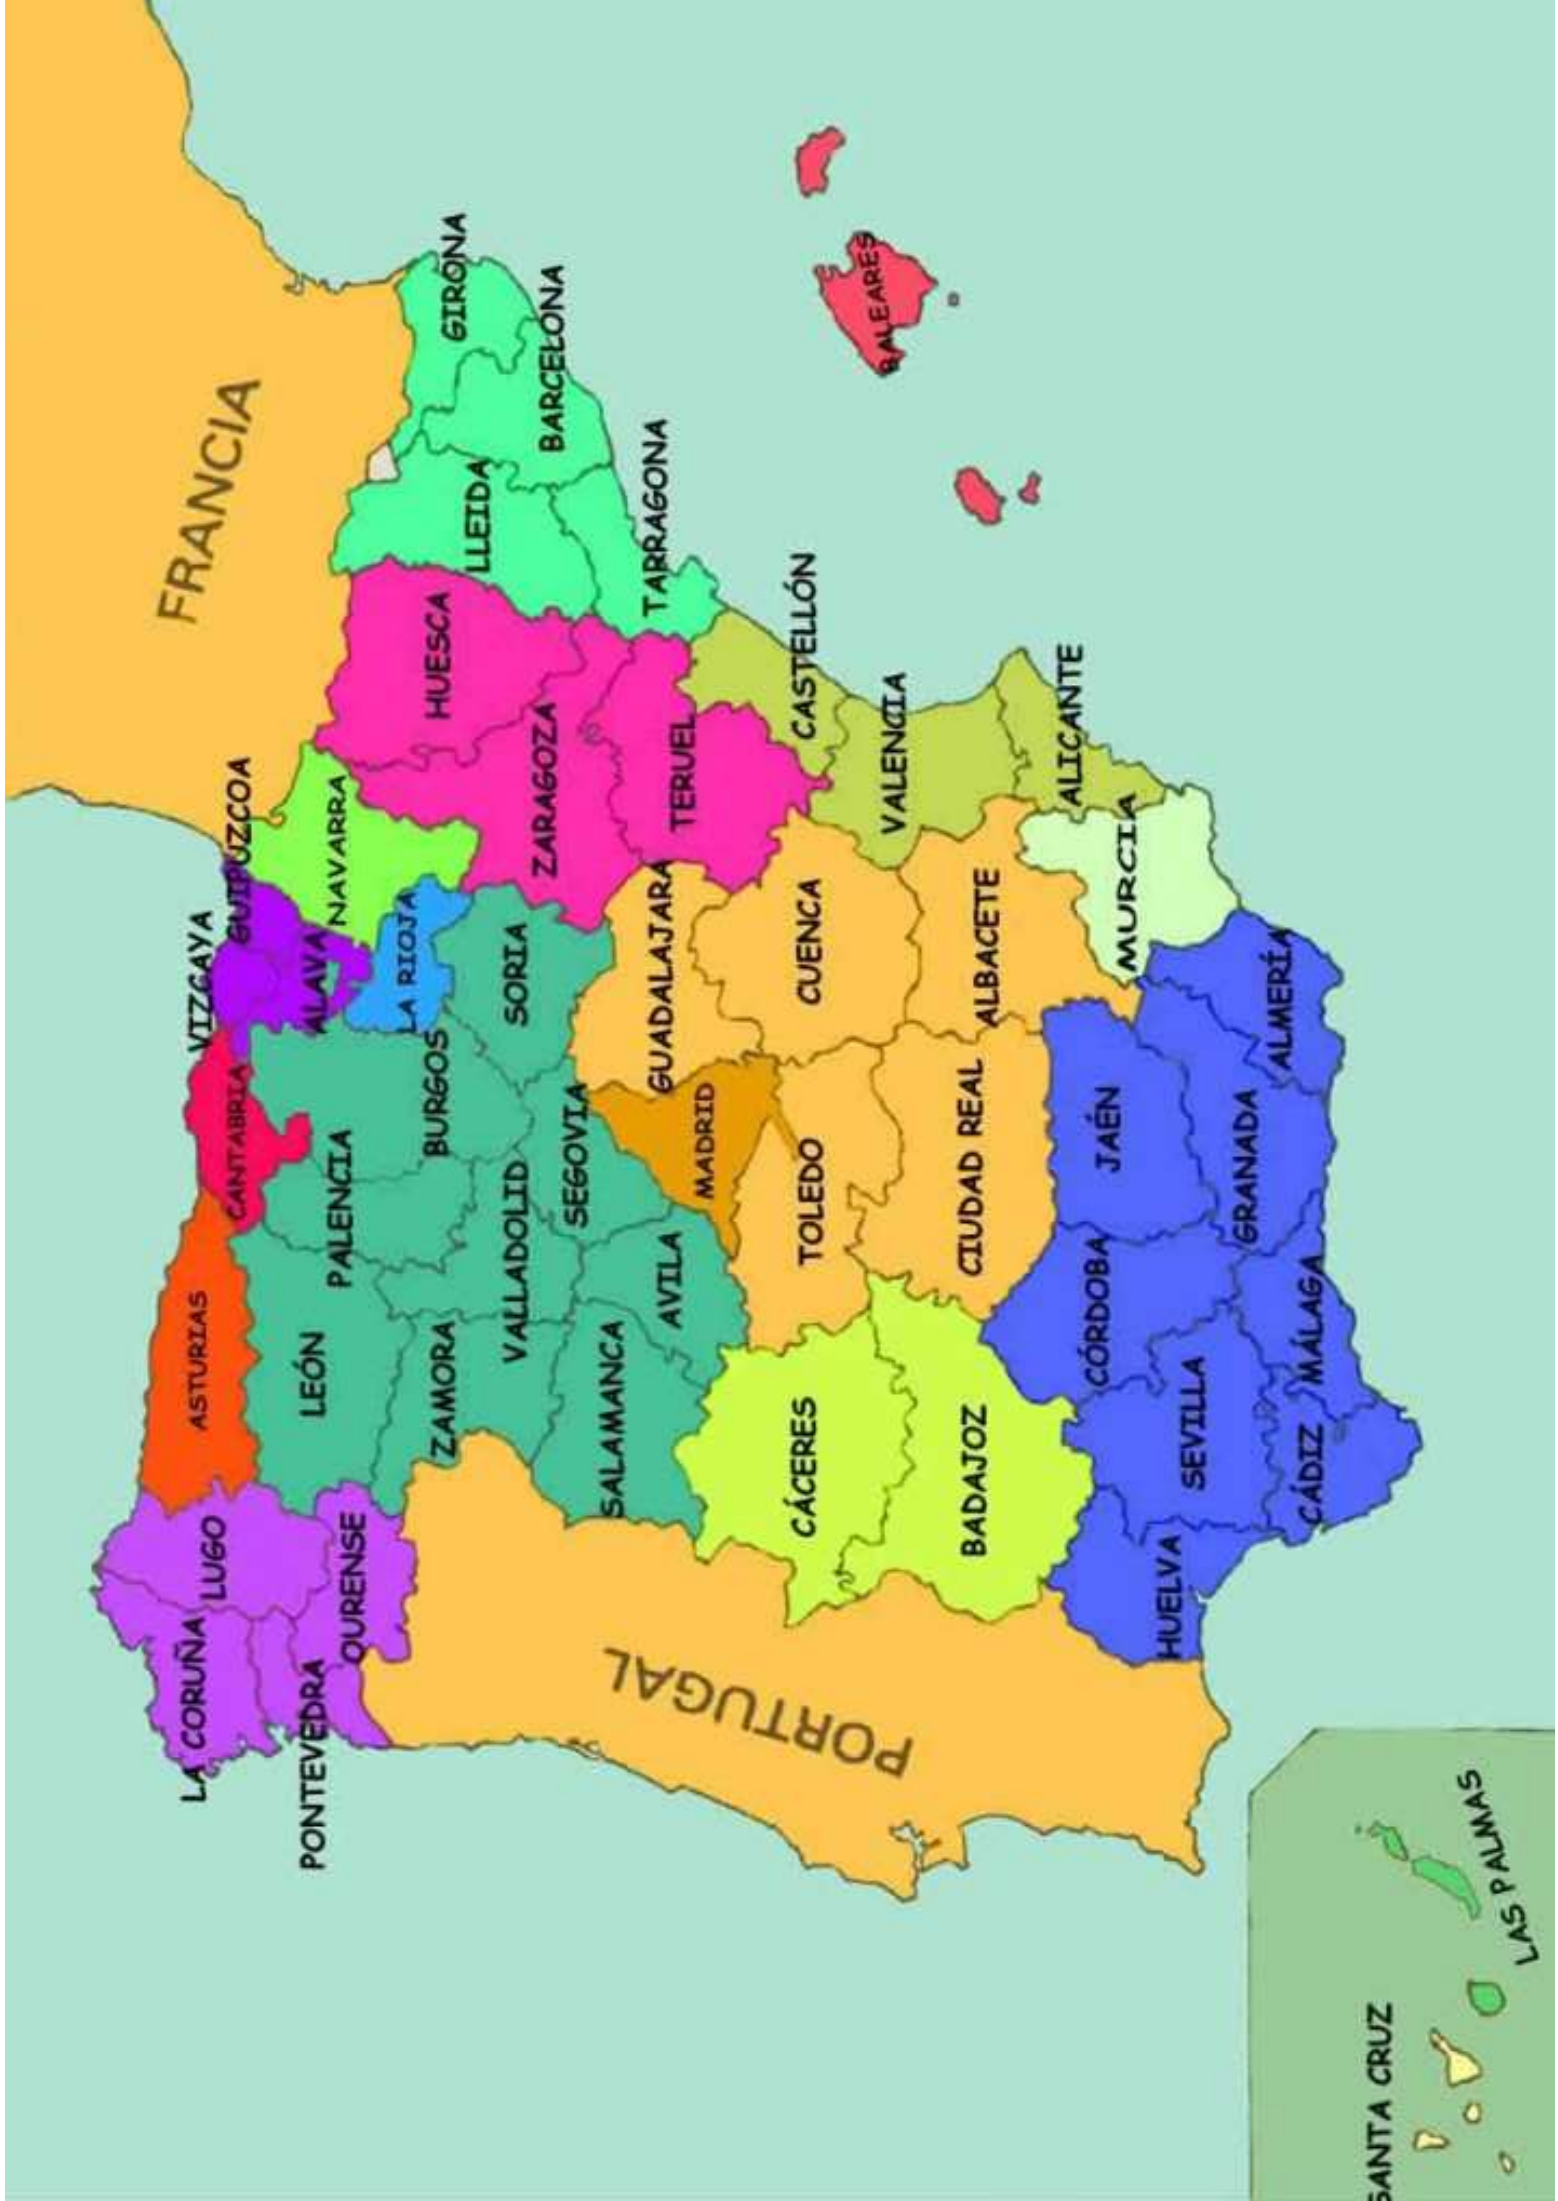 FRANCIA
VIZCAYA
GUIPUZCOA
LA CORUÑA
LUGO
ASTURIAS
CANTABRIA
ALAVA
NAVARRA
PONTEVEDRA
OURENSE
LEÓN
PALENCIA
BURGOS
LA RIOJA
HUESCA
LLEIDA
GIRONA
BARCELONA
ZAMORA
VALLADOLID
SORIA
ZARAGOZA
TARRAGONA
SALAMANCA
AVILA
SEGOVIA
GUADALAJARA
TERUEL
CASTELLÓN
MADRID
PORTUGAL
CÁCERES
TOLEDO
CUENCA
VALENCIA
BALEARES
BADAJOZ
CIUDAD REAL
ALBACETE
ALICANTE
MURCIA
HUELVA
SEVILLA
CÓRDOBA
JAÉN
GRANADA
ALMERÍA
CÁDIZ
MÁLAGA
SANTA CRUZ
LAS PALMAS